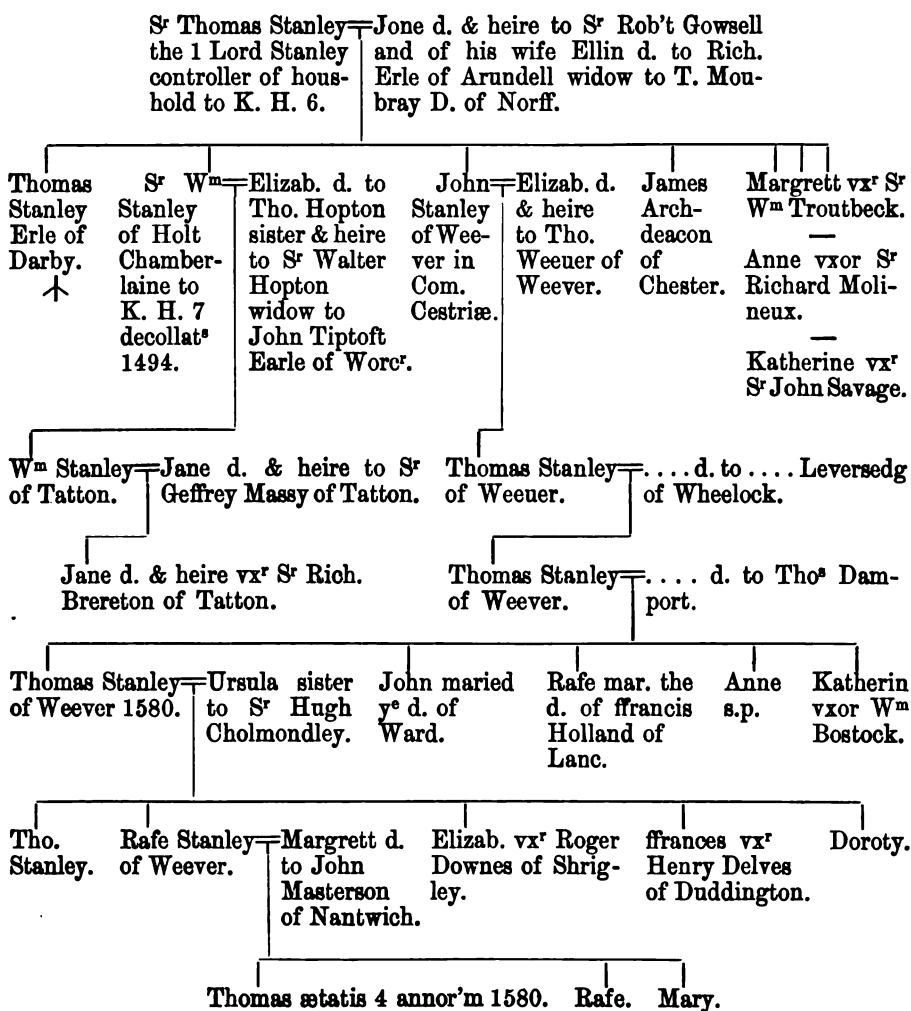 Sʳ Thomas Stanley
the 1 Lord Stanley
controller of hous-
hold to K. H. 6.
Jone d. & heire to Sʳ Rob't Gowsell
and of his wife Ellin d. to Rich.
Erle of Arundell widow to T. Mou-
bray D. of Norff.
Thomas
Stanley
Erle of
Darby.
Sʳ Wᵐ
Stanley
of Holt
Chamber-
laine to
K. H. 7
decollatˢ
1494.
Elizab. d. to
Tho. Hopton
sister & heire
to Sʳ Walter
Hopton
widow to
John Tiptoft
Earle of Worcʳ.
John
Stanley
of Wee-
ver in
Com.
Cestriæ.
Elizab. d.
& heire
to Tho.
Weeuer of
Weever.
James
Arch-
deacon
of
Chester.
Margrett vxʳ Sʳ
Wᵐ Troutbeck.
—
Anne vxor Sʳ
Richard Moli-
neux.
—
Katherine vxʳ
Sʳ John Savage.
Wᵐ Stanley
of Tatton.
Jane d. & heire to Sʳ
Geffrey Massy of Tatton.
Thomas Stanley
of Weeuer.
.... d. to .... Leversedg
of Wheelock.
Jane d. & heire vxʳ Sʳ Rich.
Brereton of Tatton.
Thomas Stanley
of Weever.
.... d. to Thoˢ Dam-
port.
Thomas Stanley
of Weever 1580.
Ursula sister
to Sʳ Hugh
Cholmondley.
John maried
yᵉ d. of
Ward.
Rafe mar. the
d. of ffrancis
Holland of
Lanc.
Anne
s.p.
Katherin
vxor Wᵐ
Bostock.
Tho.
Stanley.
Rafe Stanley
of Weever.
Margrett d.
to John
Masterson
of Nantwich.
Elizab. vxʳ Roger
Downes of Shrig-
ley.
ffrances vxʳ
Henry Delves
of Duddington.
Doroty.
Thomas ætatis 4 annor'm 1580.
Rafe.
Mary.